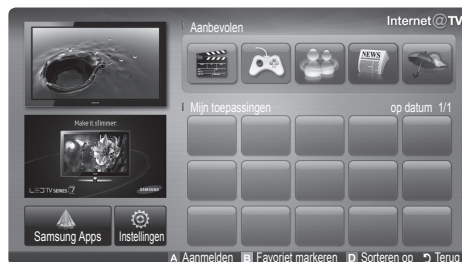 Internet@TV
Aanbevolen
NEWS
Mijn toepassingen
op datum 1/1
Make it slimmer.
LED TV SERIES 7
SAMSUNG
Samsung Apps
Instellingen
A Aanmelden B Favoriet markeren D Sorteren op Terug